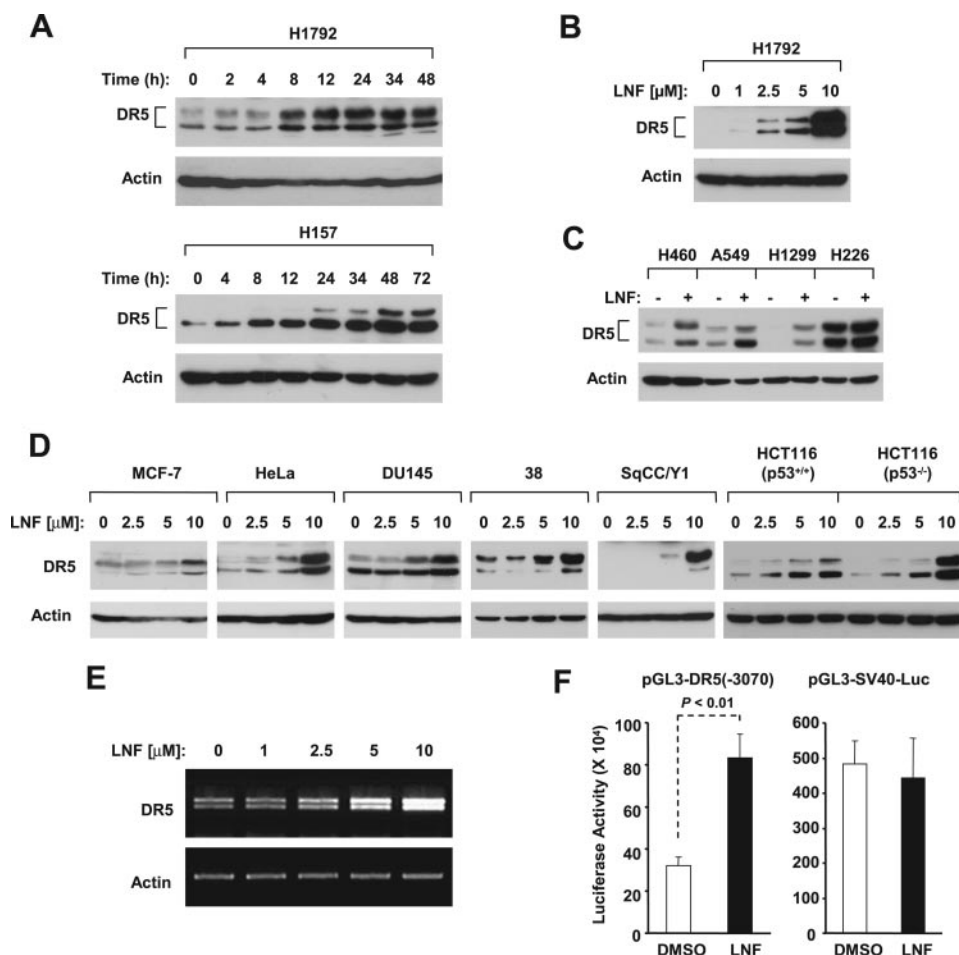 A
H1792
Time (h): 0 2 4 8 12 24 34 48
DR5
Actin
H157
Time (h): 0 4 8 12 24 34 48 72
DR5
Actin
B
H1792
LNF [µM]: 0 1 2.5 5 10
DR5
Actin
C
H460 A549 H1299 H226
LNF: - + - + - + - +
DR5
Actin
D
MCF-7 HeLa DU145 38 SqCC/Y1 HCT116 (p53+/+) HCT116 (p53-/-)
LNF [µM]: 0 2.5 5 10 0 2.5 5 10 0 2.5 5 10 0 2.5 5 10 0 2.5 5 10 0 2.5 5 10 0 2.5 5 10
DR5
Actin
E
LNF [µM]: 0 1 2.5 5 10
DR5
Actin
F
pGL3-DR5(-3070)
P < 0.01
Luciferase Activity (X 10⁴)
100
80
60
40
20
0
DMSO LNF
pGL3-SV40-Luc
600
500
400
300
200
100
0
DMSO LNF